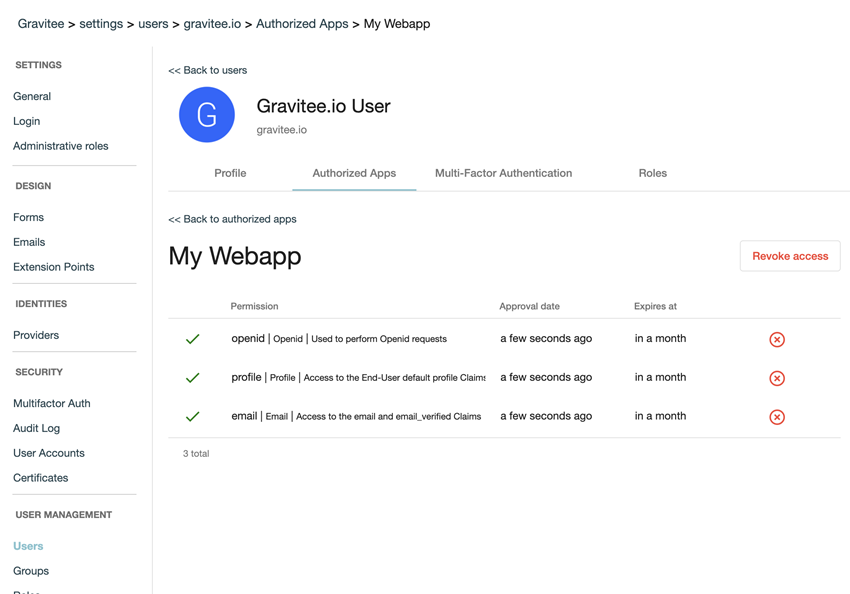 Gravitee > settings > users > gravitee.io > Authorized Apps > My Webapp
SETTINGS
General
Login
Administrative roles
DESIGN
Forms
Emails
Extension Points
IDENTITIES
Providers
SECURITY
Multifactor Auth
Audit Log
User Accounts
Certificates
USER MANAGEMENT
Users
Groups
<< Back to users
G
Gravitee.io User
gravitee.io
Profile Authorized Apps Multi-Factor Authentication Roles
<< Back to authorized apps
My Webapp
Revoke access
Permission Approval date Expires at
openid | Openid | Used to perform Openid requests a few seconds ago in a month
profile | Profile | Access to the End-User default profile Claims a few seconds ago in a month
email | Email | Access to the email and email_verified Claims a few seconds ago in a month
3 total